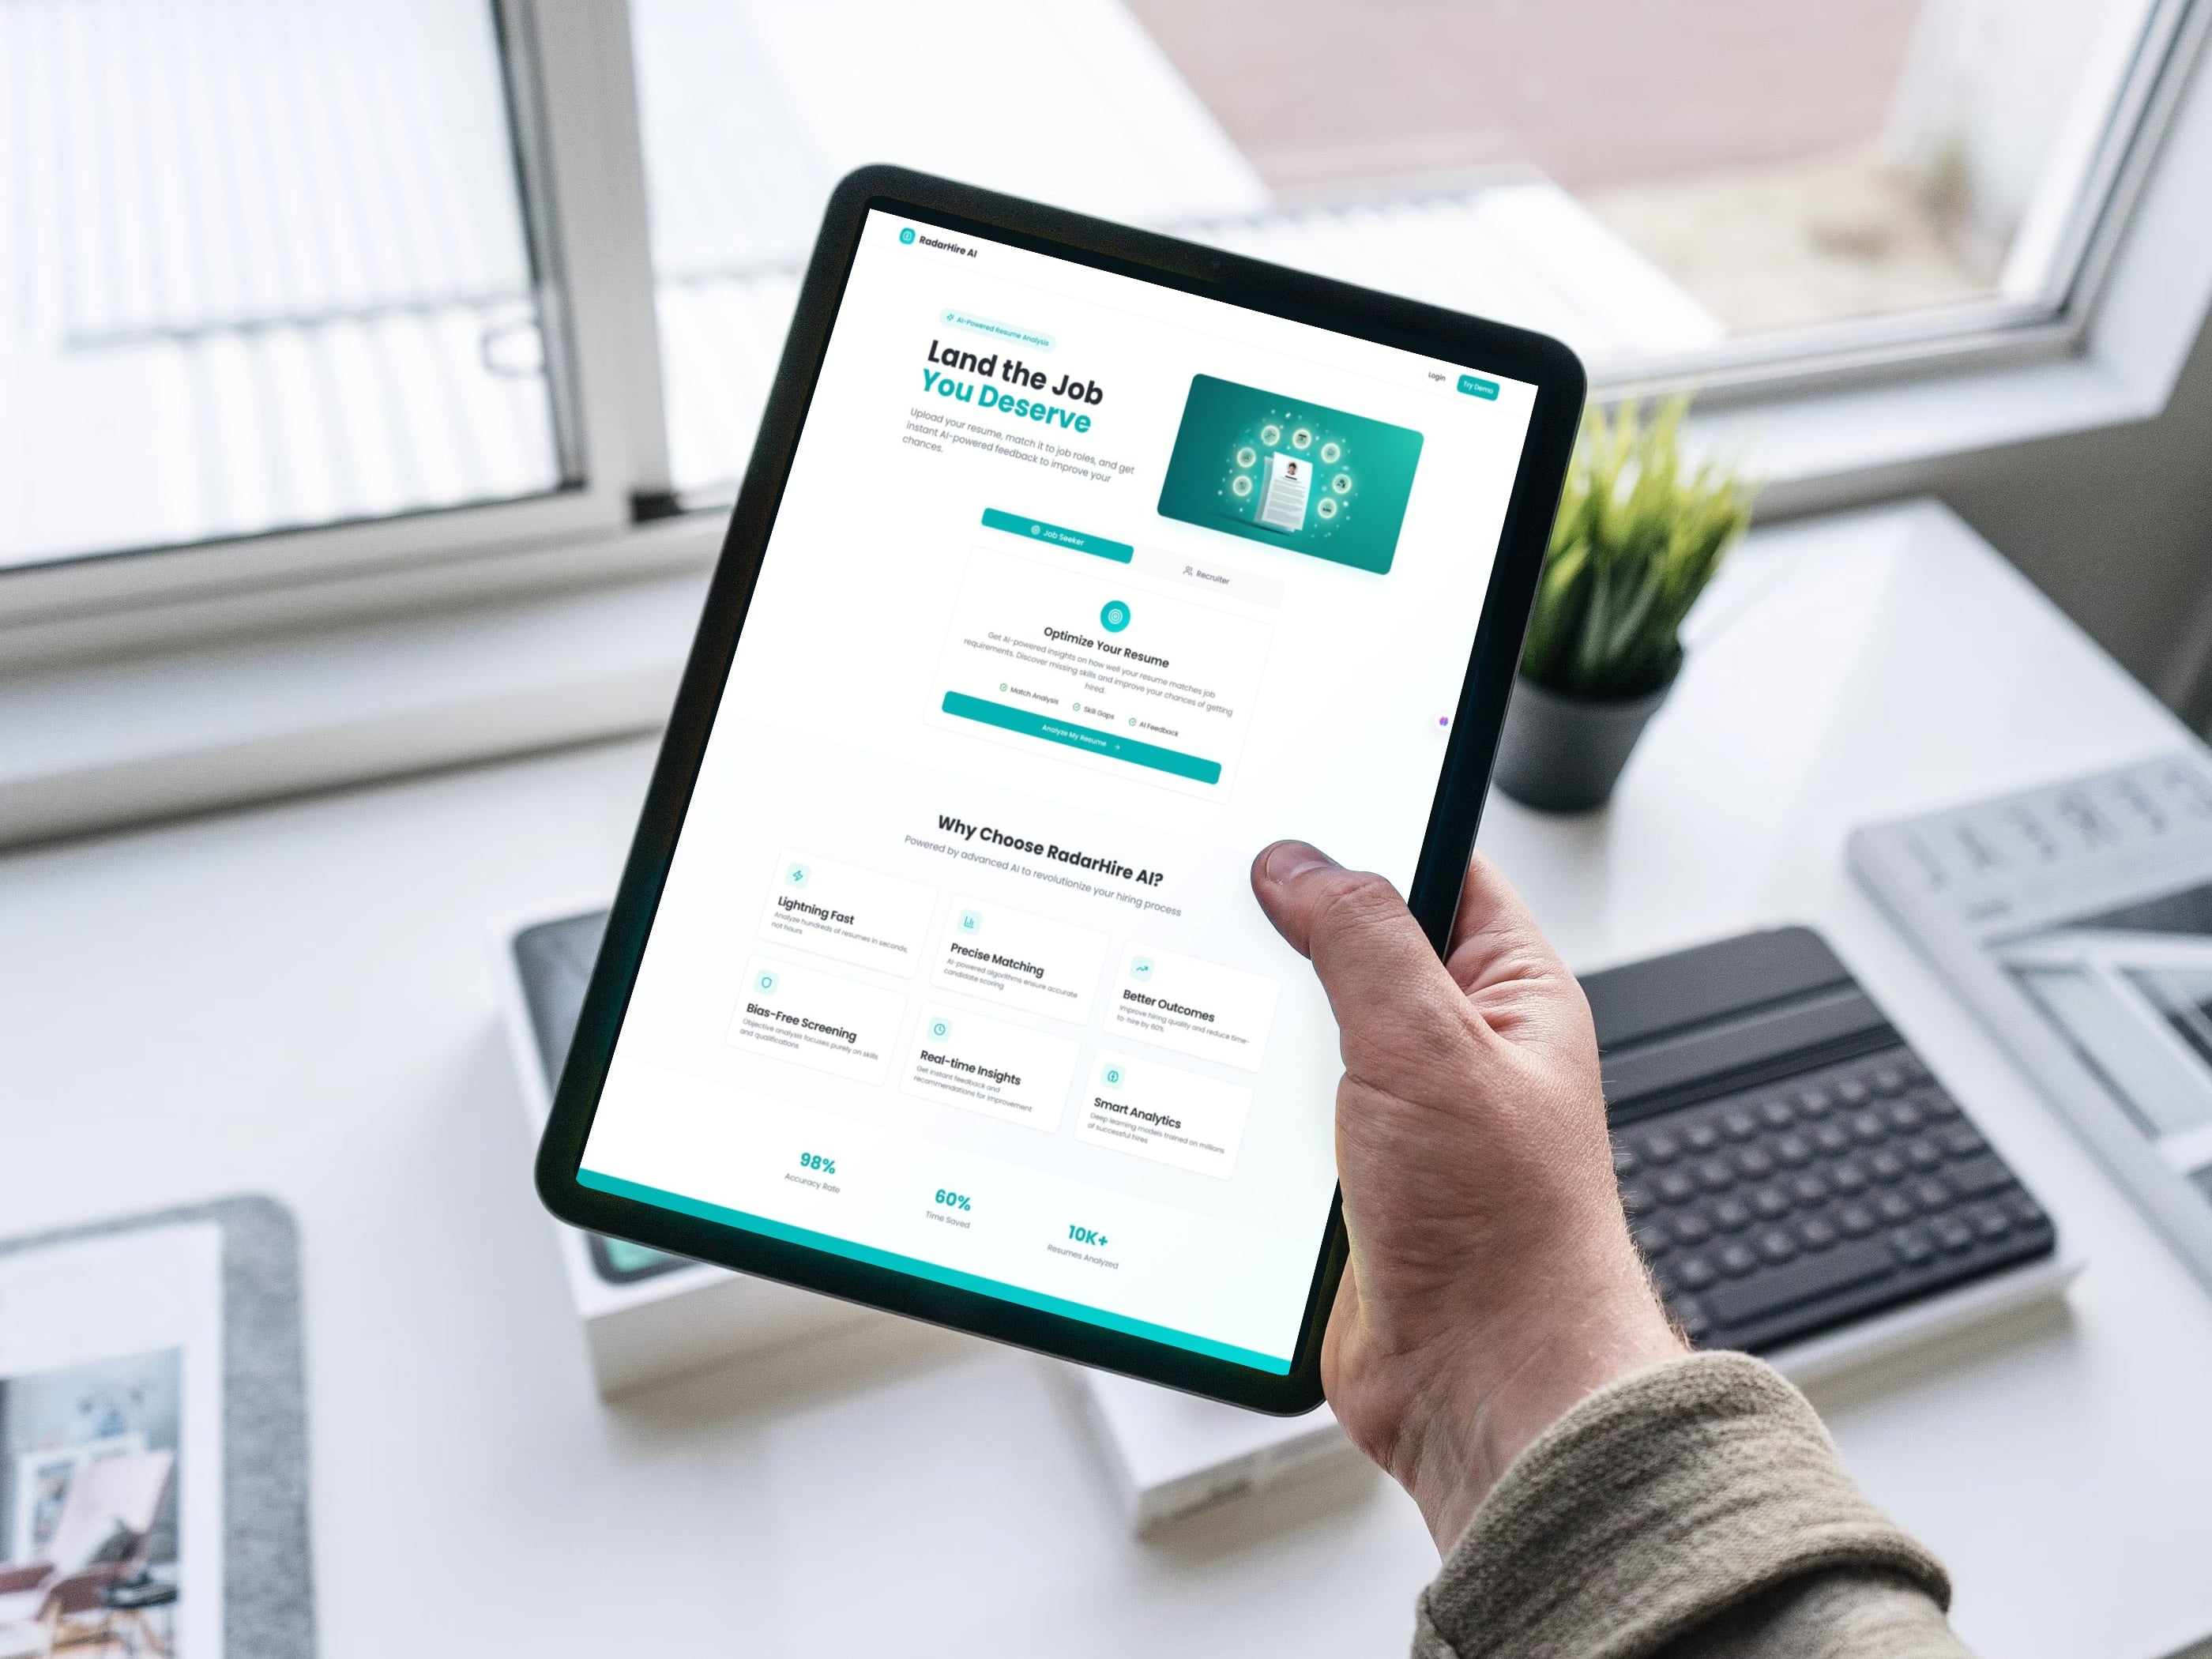 RadarHire AI
Login
Try Demo
AI-Powered Resume Analysis
Land the Job
You Deserve
Upload your resume, match it to job roles, and get
instant AI-powered feedback to improve your
chances.
Job Seeker
Recruiter
Optimize Your Resume
Get AI-powered insights on how well your resume matches job
requirements. Discover missing skills and improve your chances of getting
hired.
Match Analysis
Skill Gaps
AI Feedback
Analyze My Resume
Why Choose RadarHire AI?
Powered by advanced AI to revolutionize your hiring process
Lightning Fast
Analyze hundreds of resumes in seconds,
not hours
Precise Matching
AI-powered algorithms ensure accurate
candidate scoring
Better Outcomes
Improve hiring quality and reduce time-
to-hire by 60%
Bias-Free Screening
Objective analysis focuses purely on skills
and qualifications
Real-time Insights
Get instant feedback and
recommendations for improvement
Smart Analytics
Deep learning models trained on millions
of successful hires
98%
Accuracy Rate
60%
Time Saved
10K+
Resumes Analyzed